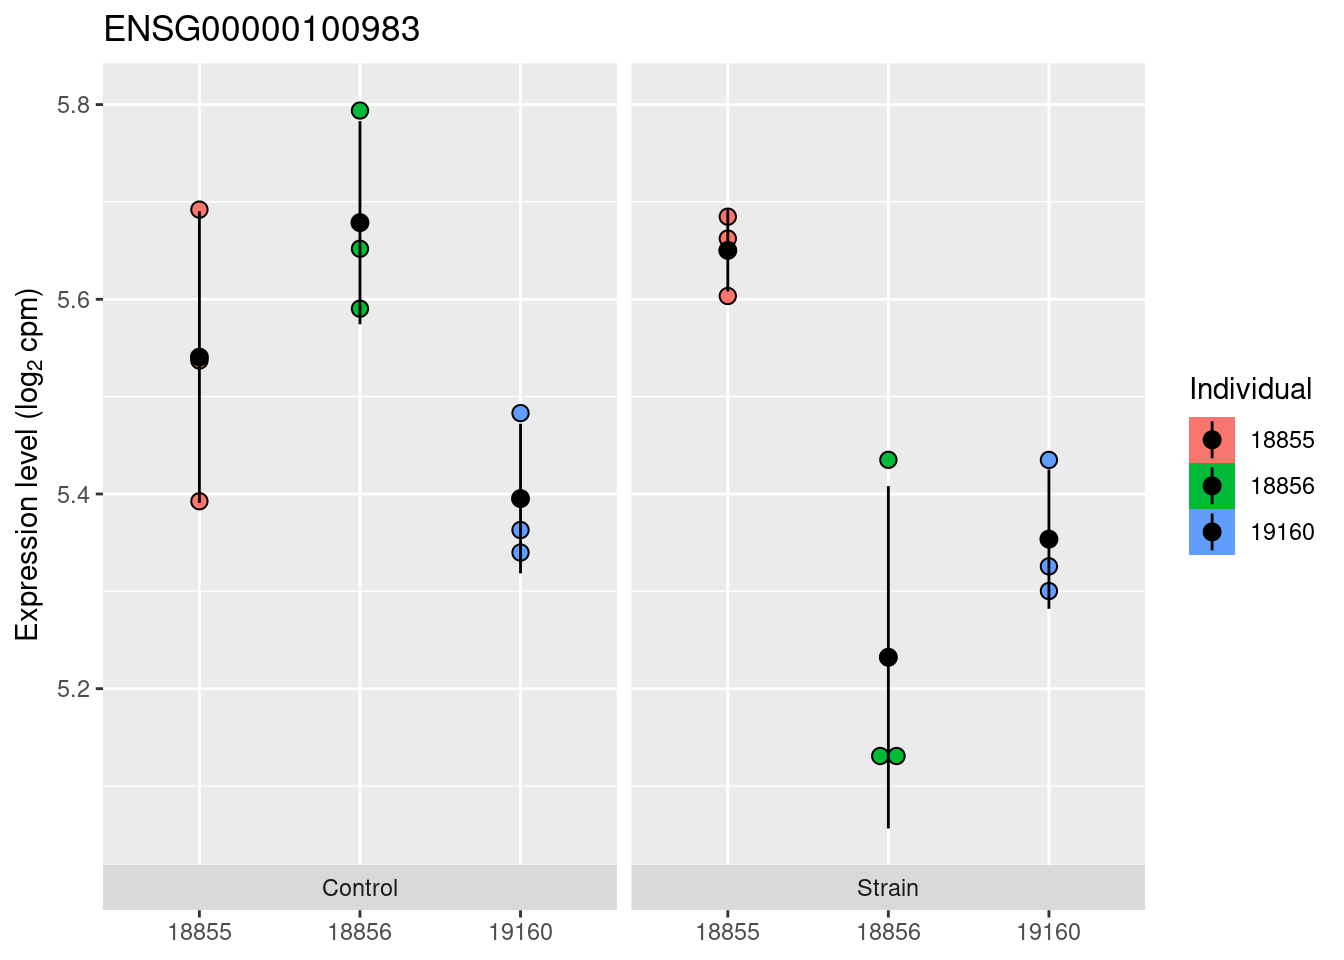 ENSG00000100983
Expression level (log₂ cpm)
5.8
5.6
5.4
5.2
Control
Strain
18855
18856
19160
18855
18856
19160
Individual
18855
18856
19160